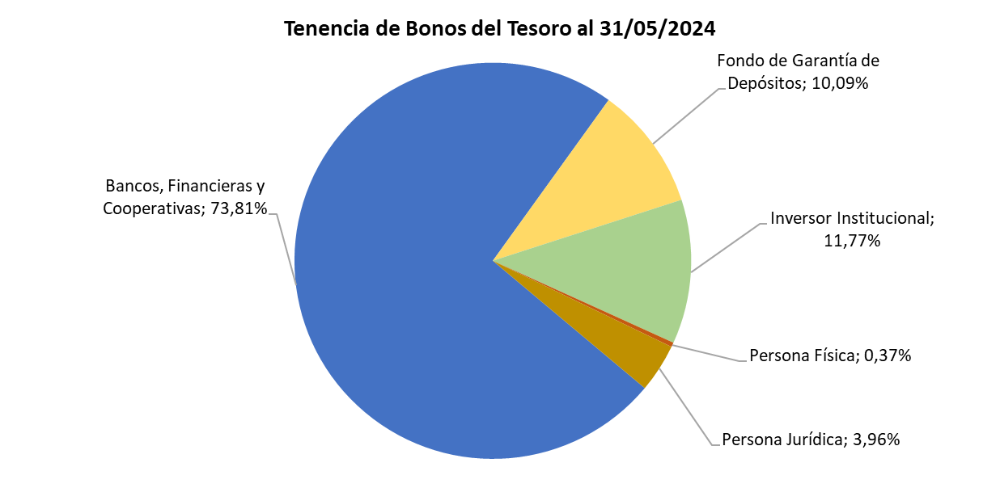 Tenencia de Bonos del Tesoro al 31/05/2024
Fondo de Garantía de
Depósitos; 10,09%
Bancos, Financieras y
Cooperativas; 73,81%
Inversor Institucional;
11,77%
Persona Física; 0,37%
Persona Jurídica; 3,96%